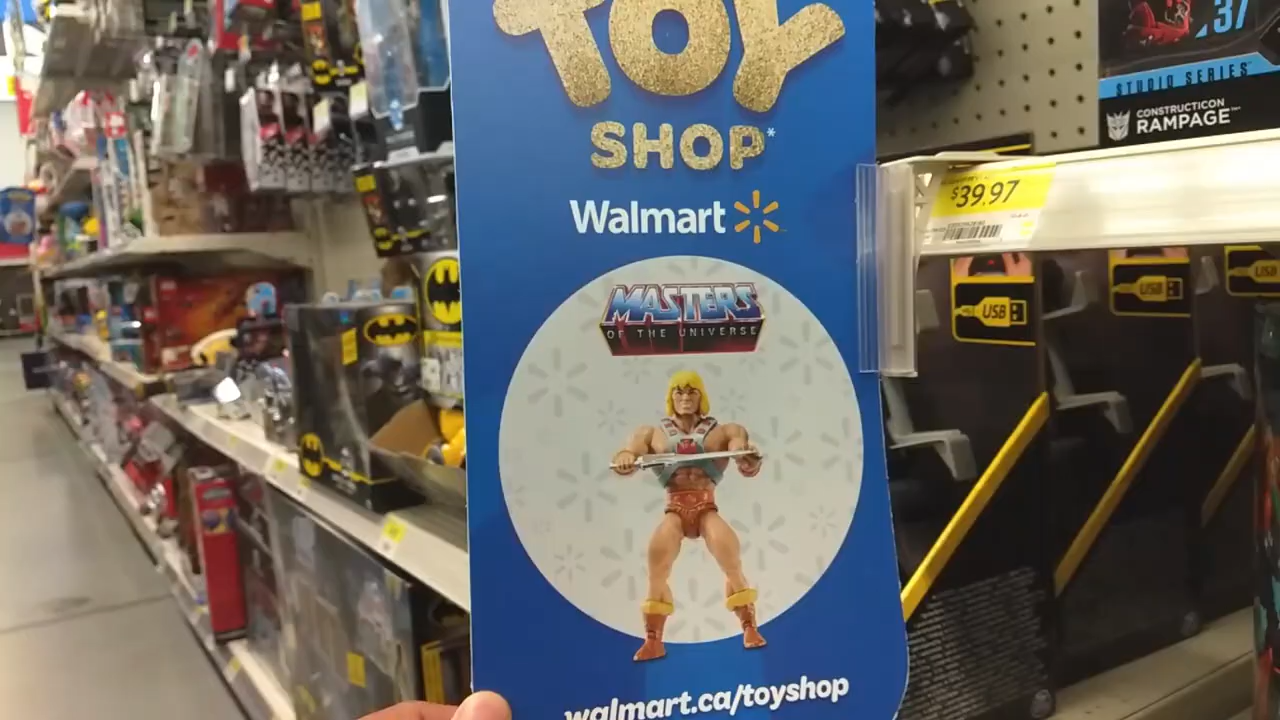 TOY
SHOP*
Walmart
MASTERS
OF THE UNIVERSE
walmart.ca/toyshop
37
STUDIO SERIES
CONSTRUCTICON
RAMPAGE™
$39.97
USB
USB
USB